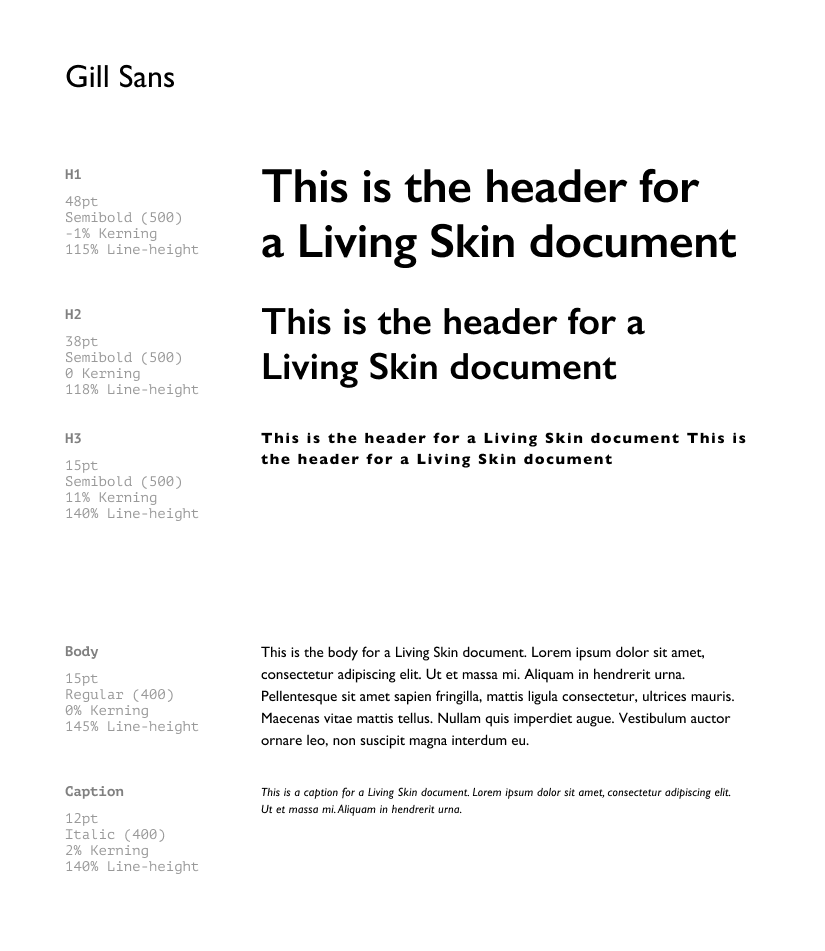 Gill Sans
H1
48pt
Semibold (500)
-1% Kerning
115% Line-height
This is the header for
a Living Skin document
H2
38pt
Semibold (500)
0 Kerning
118% Line-height
This is the header for a
Living Skin document
H3
15pt
Semibold (500)
11% Kerning
140% Line-height
This is the header for a Living Skin document This is
the header for a Living Skin document
Body
15pt
Regular (400)
0% Kerning
145% Line-height
This is the body for a Living Skin document. Lorem ipsum dolor sit amet,
consectetur adipiscing elit. Ut et massa mi. Aliquam in hendrerit urna.
Pellentesque sit amet sapien fringilla, mattis ligula consectetur, ultrices mauris.
Maecenas vitae mattis tellus. Nullam quis imperdiet augue. Vestibulum auctor
ornare leo, non suscipit magna interdum eu.
Caption
12pt
Italic (400)
2% Kerning
140% Line-height
This is a caption for a Living Skin document. Lorem ipsum dolor sit amet, consectetur adipiscing elit.
Ut et massa mi. Aliquam in hendrerit urna.